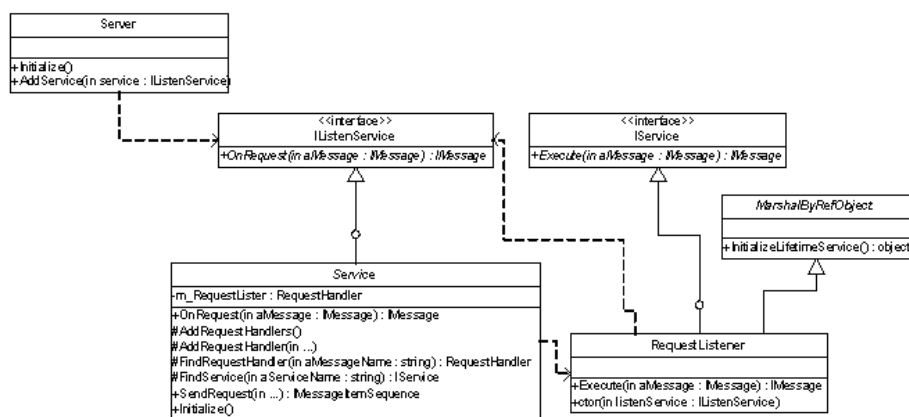 Server
+Initialize()
+AddService(in service : IListenService)
<<interface>>
IListenService
+OnRequest(in aMessage : IMessage) : IMessage
<<interface>>
IService
+Execute(in aMessage : IMessage) : IMessage
MarshalByRefObject
+InitializeLifetimeService() : object
Service
-m_RequestLister : RequestHandler
+OnRequest(in aMessage : IMessage) : IMessage
#AddRequestHandlers()
#AddRequestHandler(in ...)
#FindRequestHandler(in aMessageName : string) : RequestHandler
#FindService(in aServiceName : string) : IService
+SendRequest(in ...) : IMessageItemSequence
+Initialize()
RequestListener
+Execute(in aMessage : IMessage) : IMessage
+ctor(in listenService : IListenService)